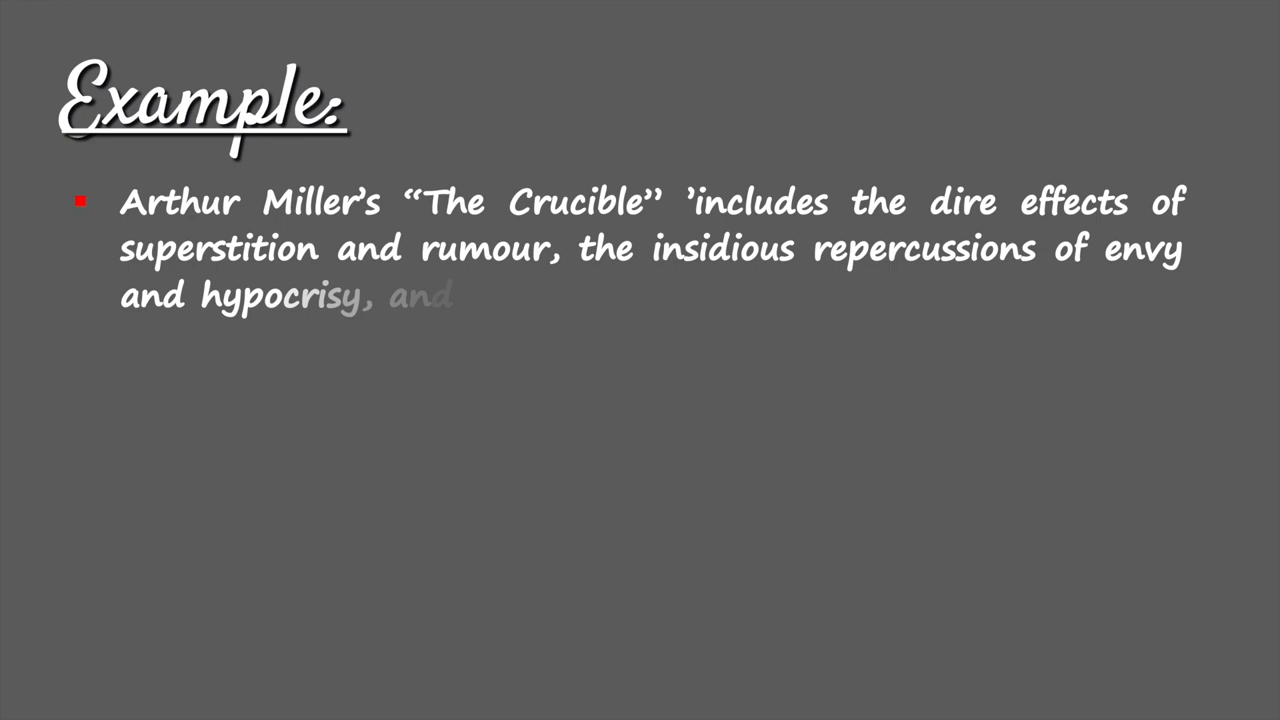 Example:
Arthur Miller’s “The Crucible” ’includes the dire effects of
superstition and rumour, the insidious repercussions of envy
and hypocrisy, and